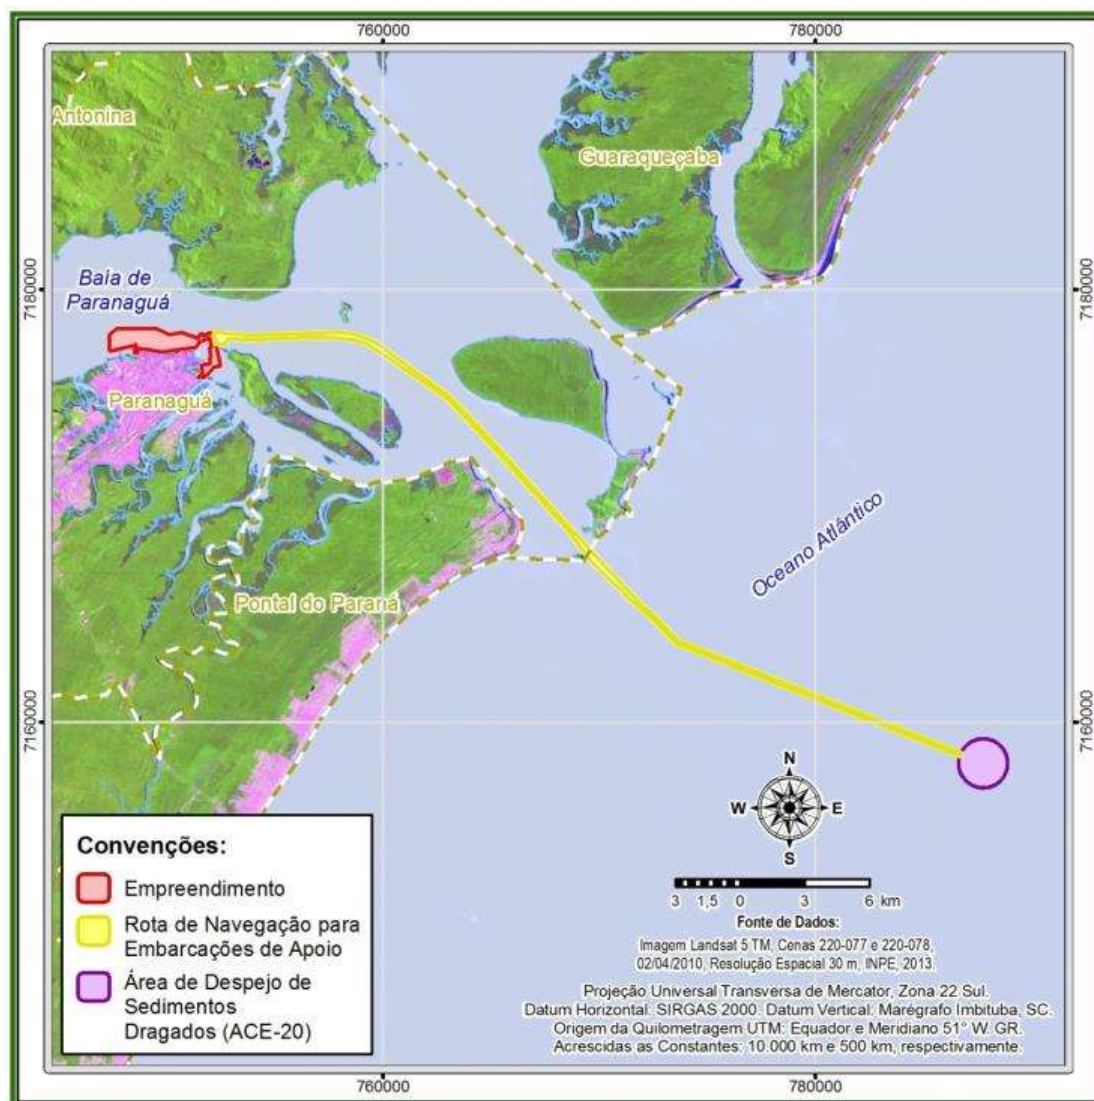 760000
780000
Antonina
Guaraqueçaba
Baía de
Paranaguá
7180000
7180000
Paranaguá
Oceano Atlântico
Pontal do Paraná
7160000
7160000
N
W
E
S
3 1,5 0 3 6 km
Fonte de Dados:
Imagem Landsat 5 TM, Cenas 220-077 e 220-078,
02/04/2010, Resolução Espacial 30 m, INPE, 2013.
Projeção Universal Transversa de Mercator, Zona 22 Sul.
Datum Horizontal: SIRGAS 2000. Datum Vertical: Marégrafo Imbituba, SC.
Origem da Quilometragem UTM: Equador e Meridiano 51° W. GR.
Acrescidas as Constantes: 10.000 km e 500 km, respectivamente.
Convenções:
Empreendimento
Rota de Navegação para
Embarcações de Apoio
Área de Despejo de
Sedimentos
Dragados (ACE-20)
760000
780000